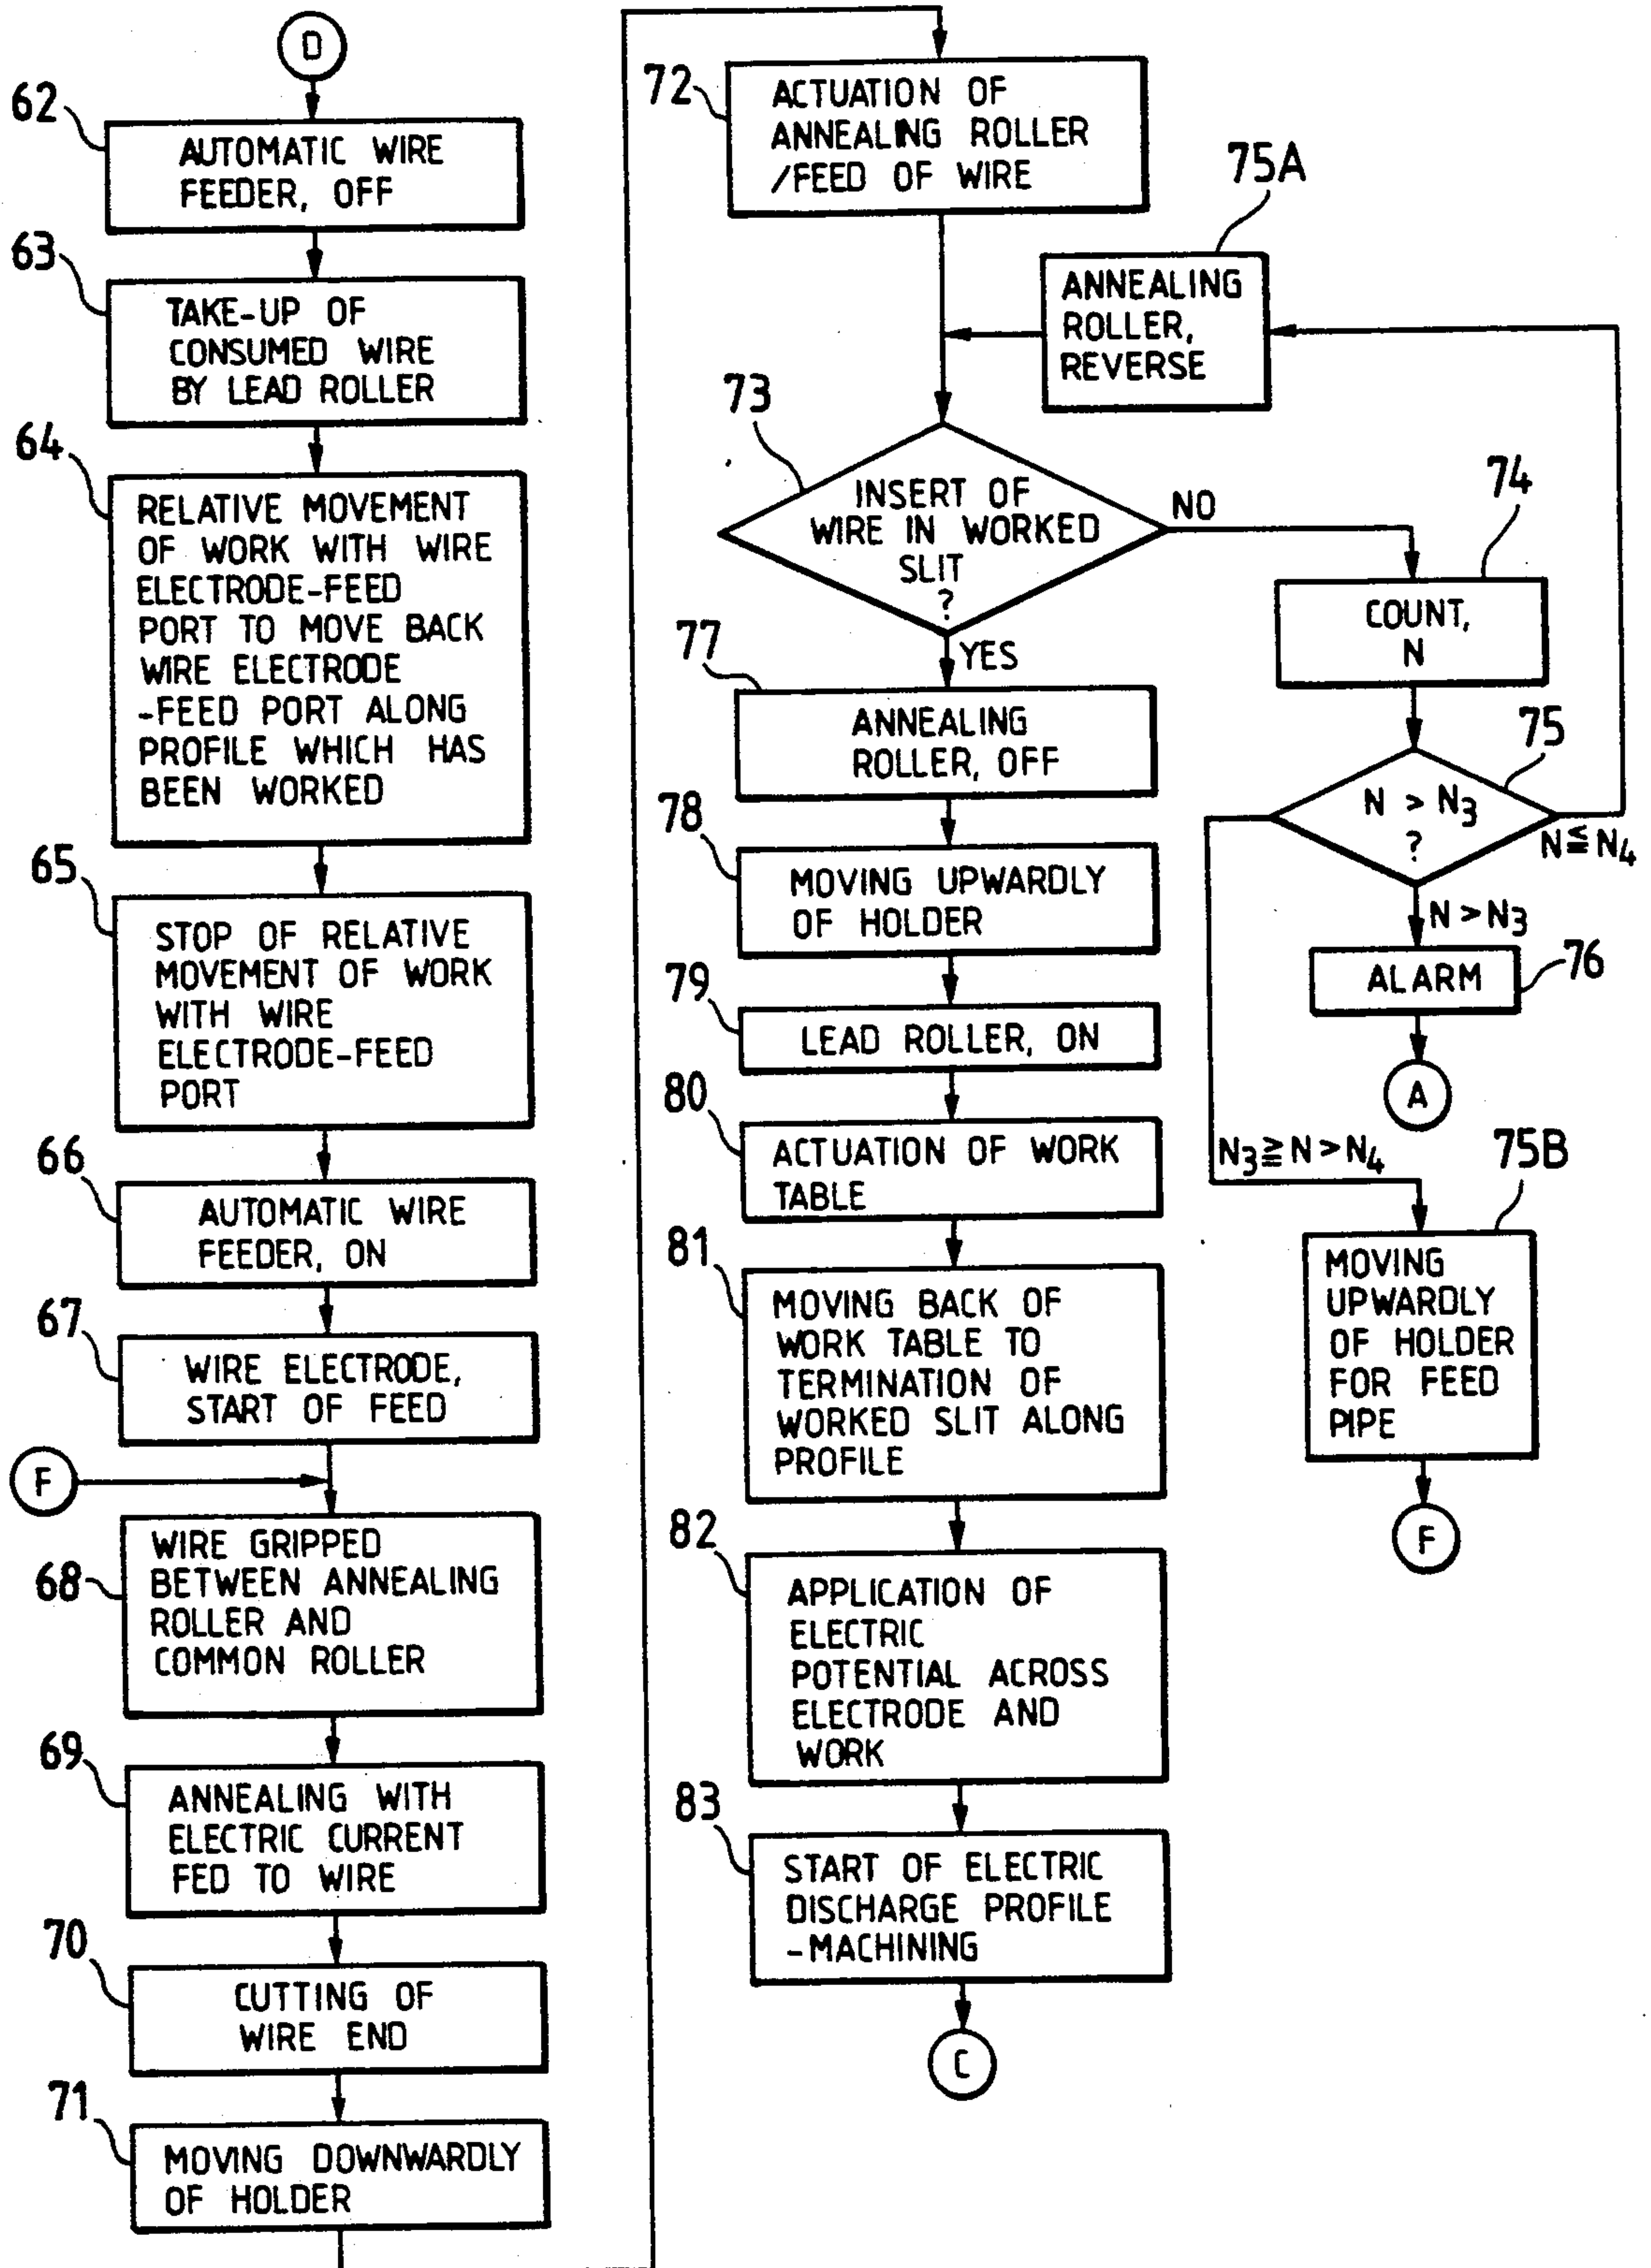 D
62
AUTOMATIC WIRE
FEEDER, OFF
63
TAKE-UP OF
CONSUMED WIRE
BY LEAD ROLLER
64
RELATIVE MOVEMENT
OF WORK WITH WIRE
ELECTRODE-FEED
PORT TO MOVE BACK
WIRE ELECTRODE
-FEED PORT ALONG
PROFILE WHICH HAS
BEEN WORKED
65
STOP OF RELATIVE
MOVEMENT OF WORK
WITH WIRE
ELECTRODE-FEED
PORT
66
AUTOMATIC WIRE
FEEDER, ON
67
WIRE ELECTRODE,
START OF FEED
F
68
WIRE GRIPPED
BETWEEN ANNEALING
ROLLER AND
COMMON ROLLER
69
ANNEALING WITH
ELECTRIC CURRENT
FED TO WIRE
70
CUTTING OF
WIRE END
71
MOVING DOWNWARDLY
OF HOLDER
72
ACTUATION OF
ANNEALING ROLLER
/FEED OF WIRE
75A
ANNEALING
ROLLER,
REVERSE
73
INSERT OF
WIRE IN WORKED
SLIT
?
NO
YES
74
COUNT,
N
75
N > N3
?
N≦N4
N > N3
ALARM
76
A
N3≧N > N4
75B
MOVING
UPWARDLY
OF HOLDER
FOR FEED
PIPE
F
77
ANNEALING
ROLLER, OFF
78
MOVING UPWARDLY
OF HOLDER
79
LEAD ROLLER, ON
80
ACTUATION OF WORK
TABLE
81
MOVING BACK OF
WORK TABLE TO
TERMINATION OF
WORKED SLIT ALONG
PROFILE
82
APPLICATION OF
ELECTRIC
POTENTIAL ACROSS
ELECTRODE AND
WORK
83
START OF ELECTRIC
DISCHARGE PROFILE
-MACHINING
C